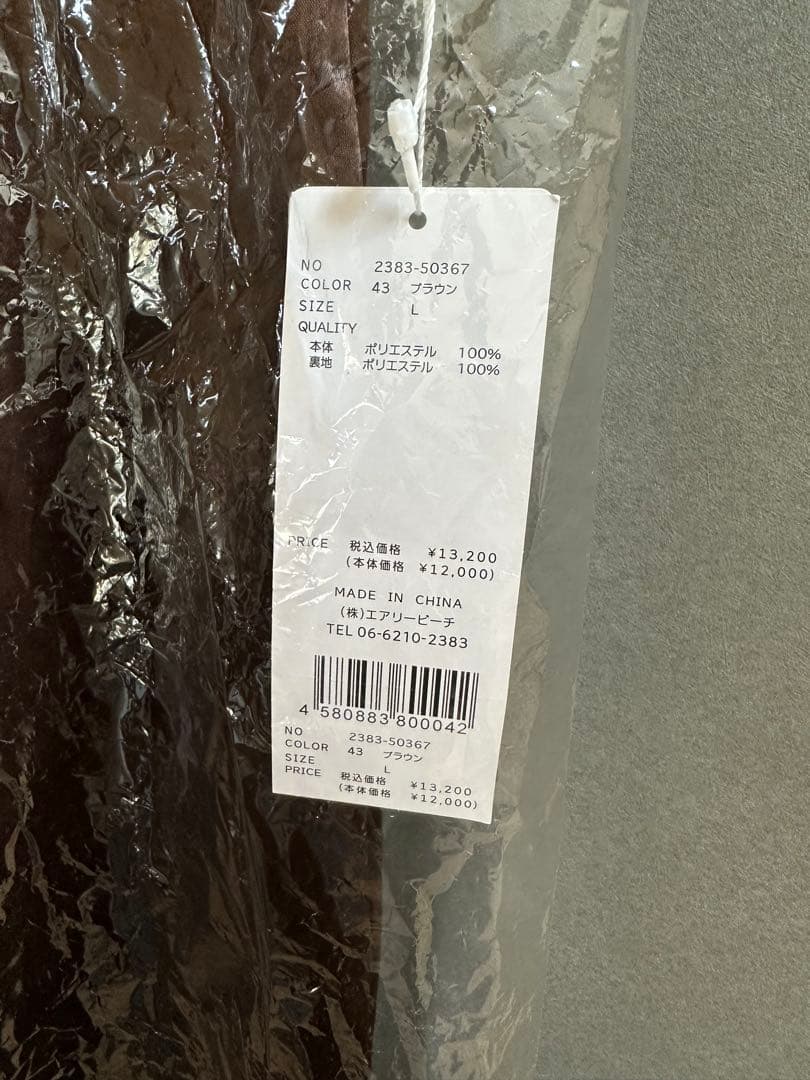 NO 2383-50367
COLOR 43 ブラウン
SIZE L
QUALITY
本体 ポリエステル 100%
裏地 ポリエステル 100%
PRICE 税込価格 ¥13,200
(本体価格 ¥12,000)
MADE IN CHINA
(株)エアリーピーチ
TEL 06-6210-2383
4 580883 800042
NO 2383-50367
COLOR 43 ブラウン
SIZE L
PRICE 税込価格 ¥13,200
(本体価格 ¥12,000)